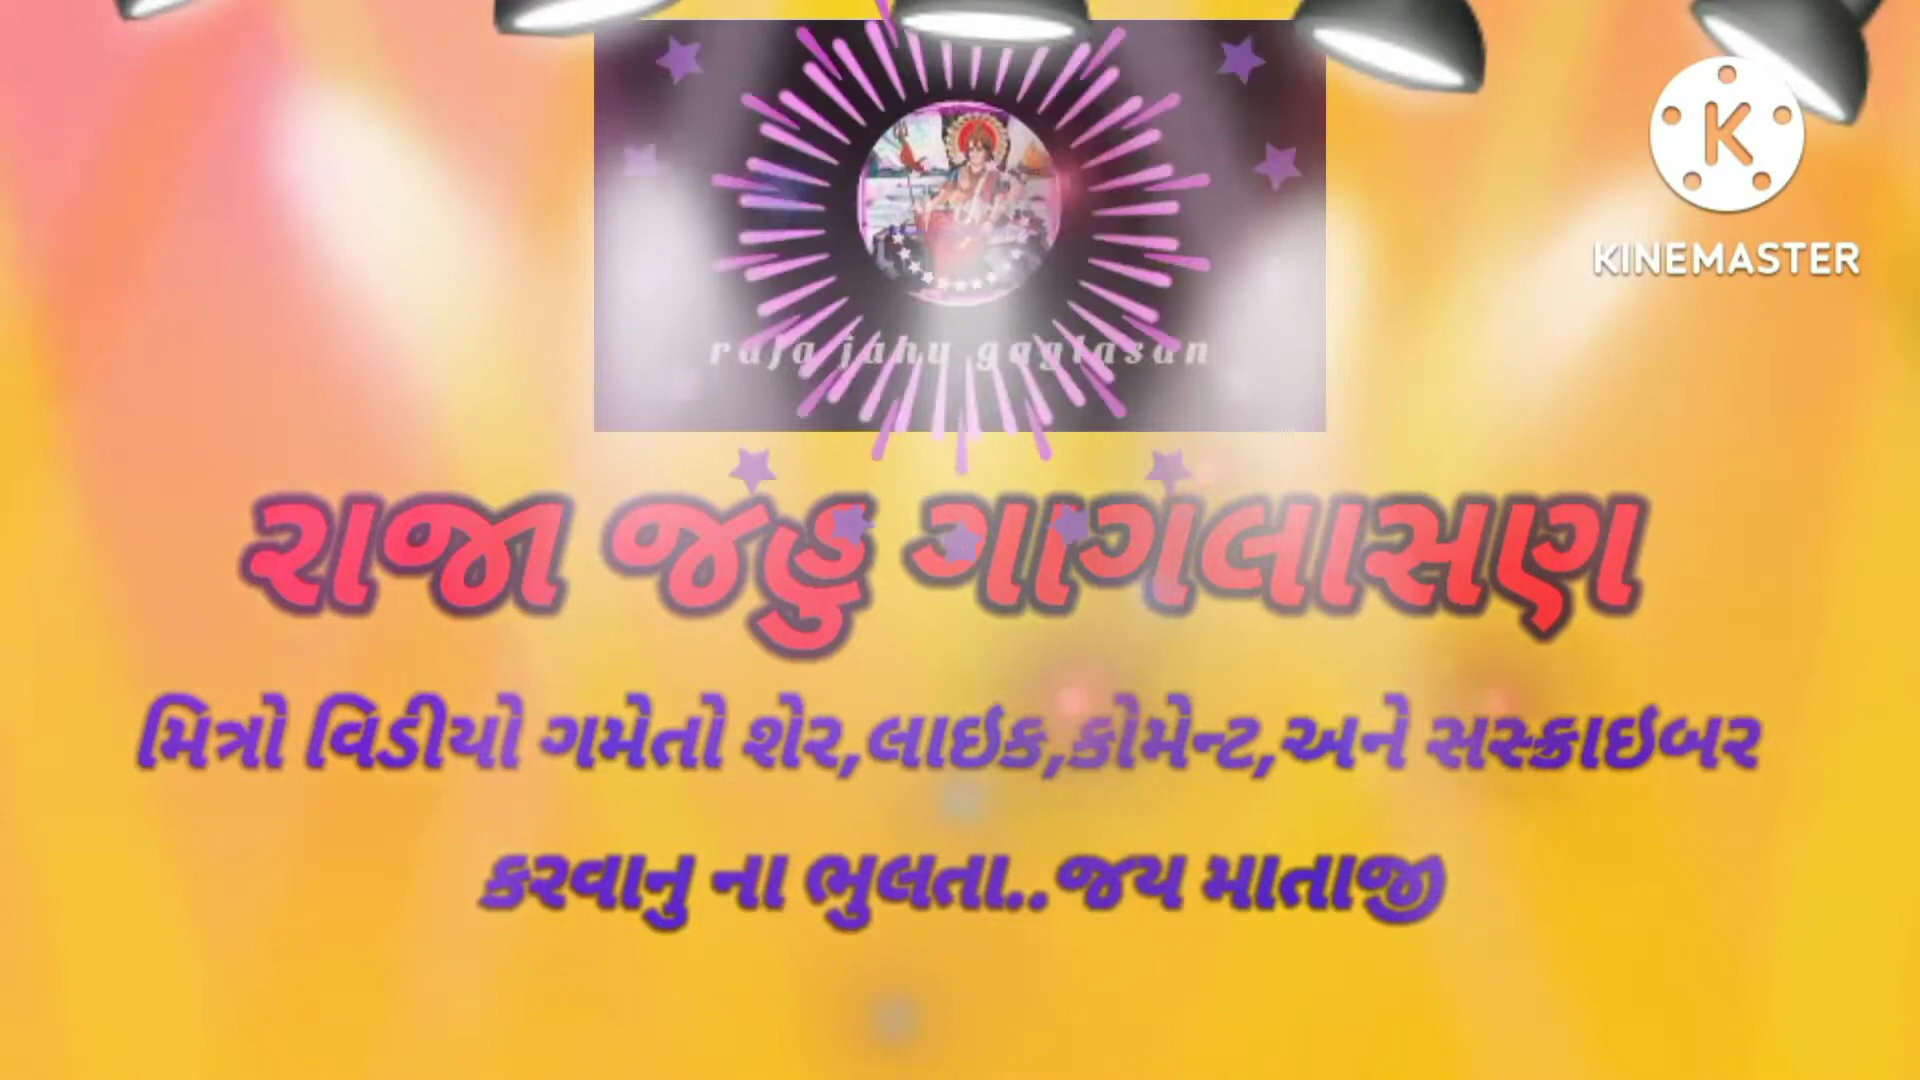 KINEMASTER
raja jahu gaglasan
રાજા જહુ ગાગલાસણ
મિત્રો વિડીયો ગમેતો શેર,લાઇક,કોમેન્ટ,અને સસ્ક્રાઇબર
કરવાનુ ના ભુલતા..જય માતાજી